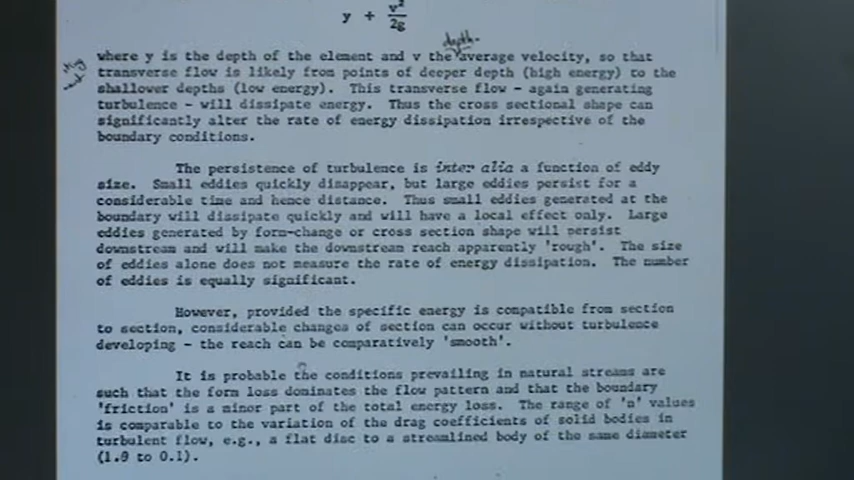 y + v²/2g
depth.
where y is the depth of the element and v the average velocity, so that
transverse flow is likely from points of deeper depth (high energy) to the
shallower depths (low energy). This transverse flow - again generating
turbulence - will dissipate energy. Thus the cross sectional shape can
significantly alter the rate of energy dissipation irrespective of the
boundary conditions.
The persistence of turbulence is inter alia a function of eddy
size. Small eddies quickly disappear, but large eddies persist for a
considerable time and hence distance. Thus small eddies generated at the
boundary will dissipate quickly and will have a local effect only. Large
eddies generated by form-change or cross section shape will persist
downstream and will make the downstream reach apparently 'rough'. The size
of eddies alone does not measure the rate of energy dissipation. The number
of eddies is equally significant.
However, provided the specific energy is compatible from section
to section, considerable changes of section can occur without turbulence
developing - the reach can be comparatively 'smooth'.
It is probable the conditions prevailing in natural streams are
such that the form loss dominates the flow pattern and that the boundary
'friction' is a minor part of the total energy loss. The range of 'n' values
is comparable to the variation of the drag coefficients of solid bodies in
turbulent flow, e.g., a flat disc to a streamlined body of the same diameter
(1.0 to 0.1).